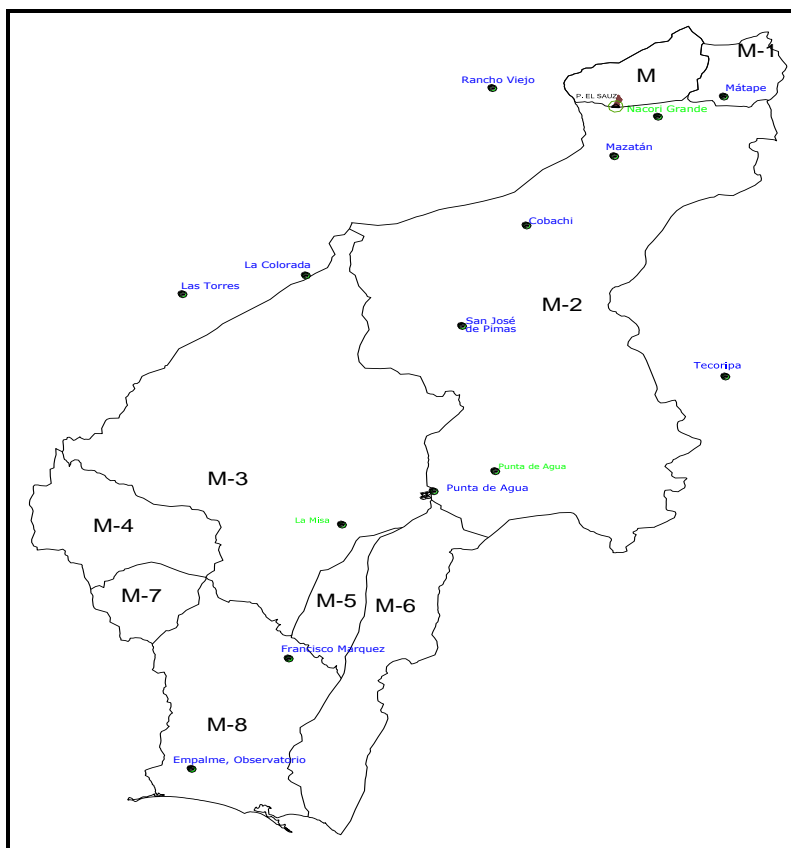 M-1
M
Rancho Viejo
Mátape
P. EL SAUZ
Nacori Grande
Mazatán
Cobachi
La Colorada
Las Torres
M-2
San José
de Pimas
Tecoripa
M-3
Punta de Agua
Punta de Agua
La Misa
M-4
M-7
M-5
M-6
Francisco Marquez
M-8
Empalme, Observatorio